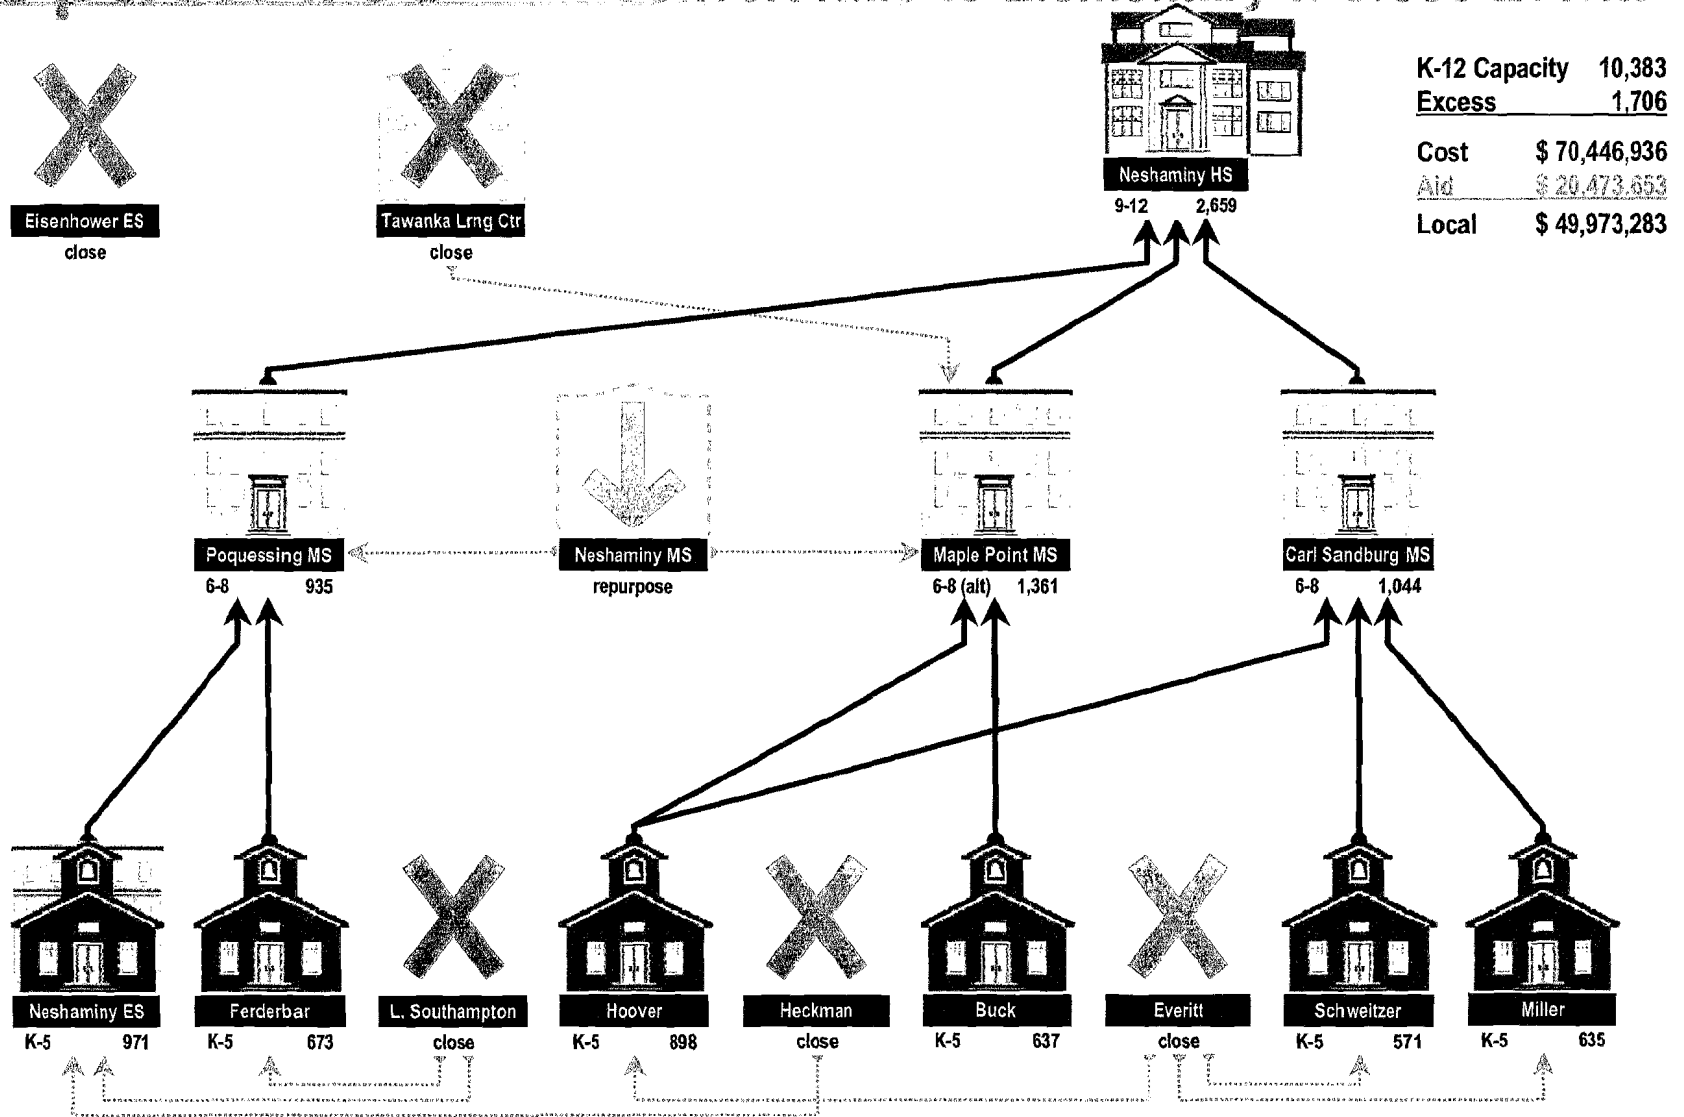 K-12 Capacity 10,383
Excess 1,706
Cost $ 70,446,936
Aid $ 20,473,653
Local $ 49,973,283
Neshaminy HS
9-12 2,659
Eisenhower ES
close
Tawanka Lrng Ctr
close
Poquessing MS
6-8 935
Neshaminy MS
repurpose
Maple Point MS
6-8 (alt) 1,361
Carl Sandburg MS
6-8 1,044
Neshaminy ES
K-5 971
Ferderbar
K-5 673
L. Southampton
close
Hoover
K-5 898
Heckman
close
Buck
K-5 637
Everitt
close
Schweitzer
K-5 571
Miller
K-5 635